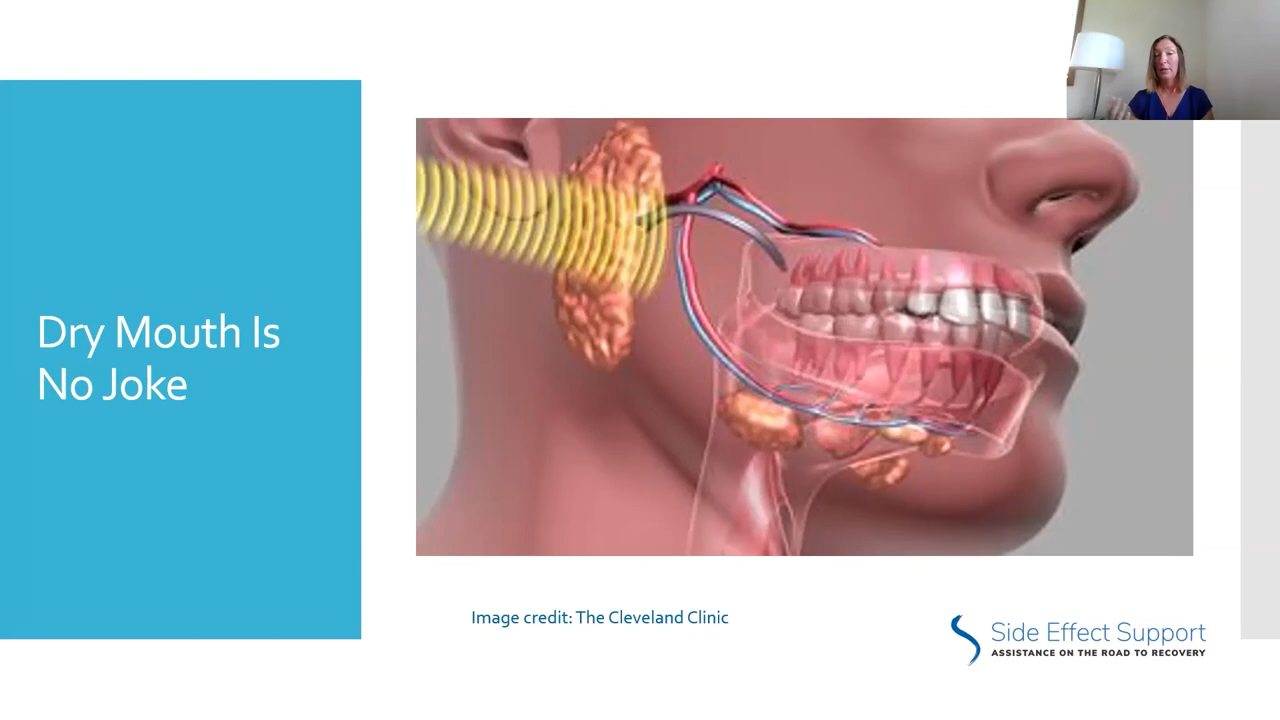 Dry Mouth Is
No Joke
Image credit: The Cleveland Clinic
Side Effect Support
ASSISTANCE ON THE ROAD TO RECOVERY